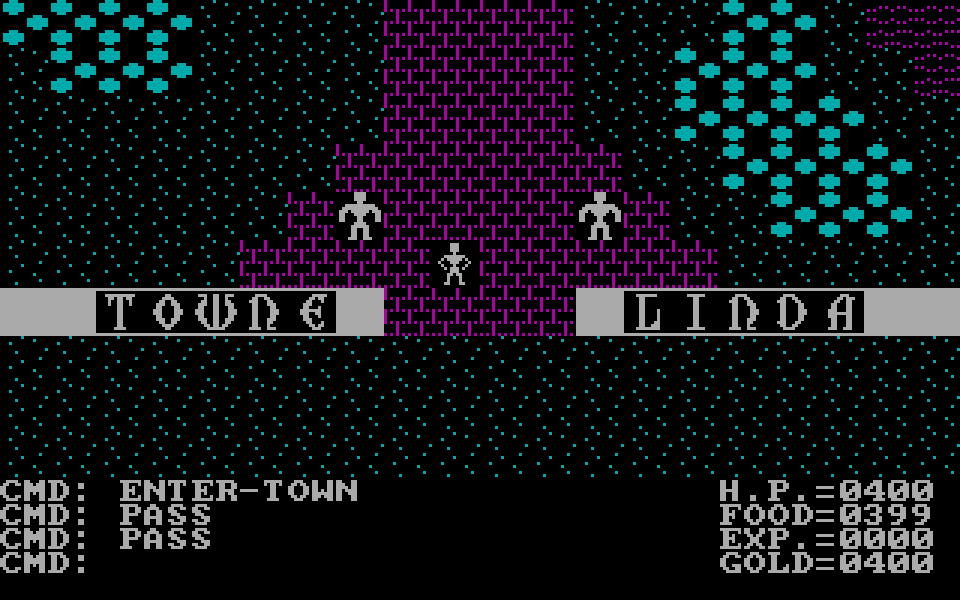 TOWNE LINDA
CMD: ENTER-TOWN H.P.=0400
CMD: PASS FOOD=0399
CMD: PASS EXP.=0000
CMD: GOLD=0400